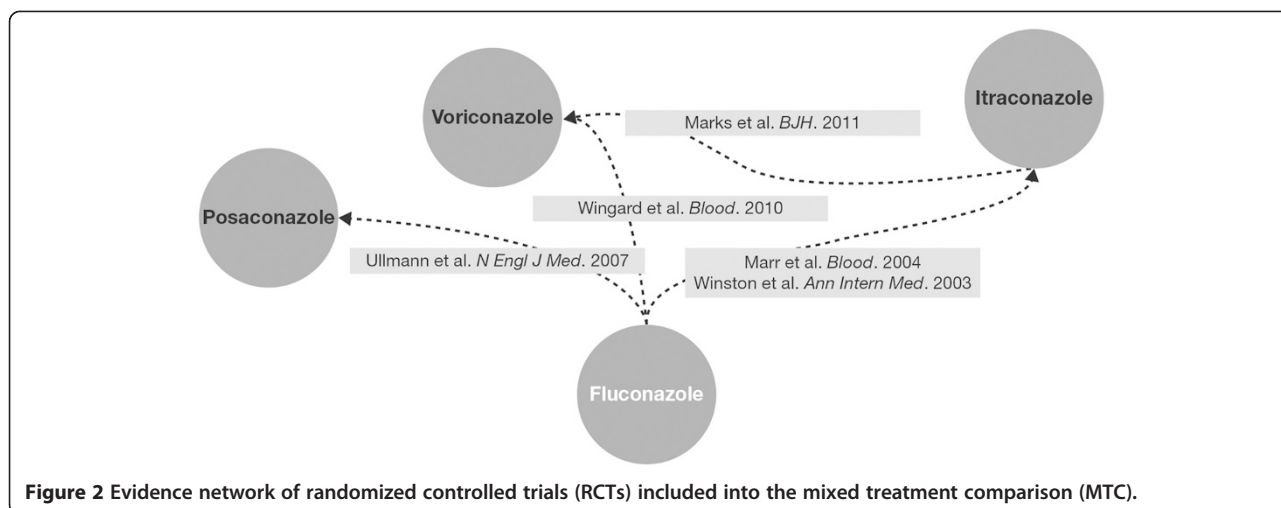 Itraconazole
Voriconazole
Marks et al. BJH. 2011
Wingard et al. Blood. 2010
Posaconazole
Ullmann et al. N Engl J Med. 2007
Marr et al. Blood. 2004
Winston et al. Ann Intern Med. 2003
Fluconazole
Figure 2 Evidence network of randomized controlled trials (RCTs) included into the mixed treatment comparison (MTC).